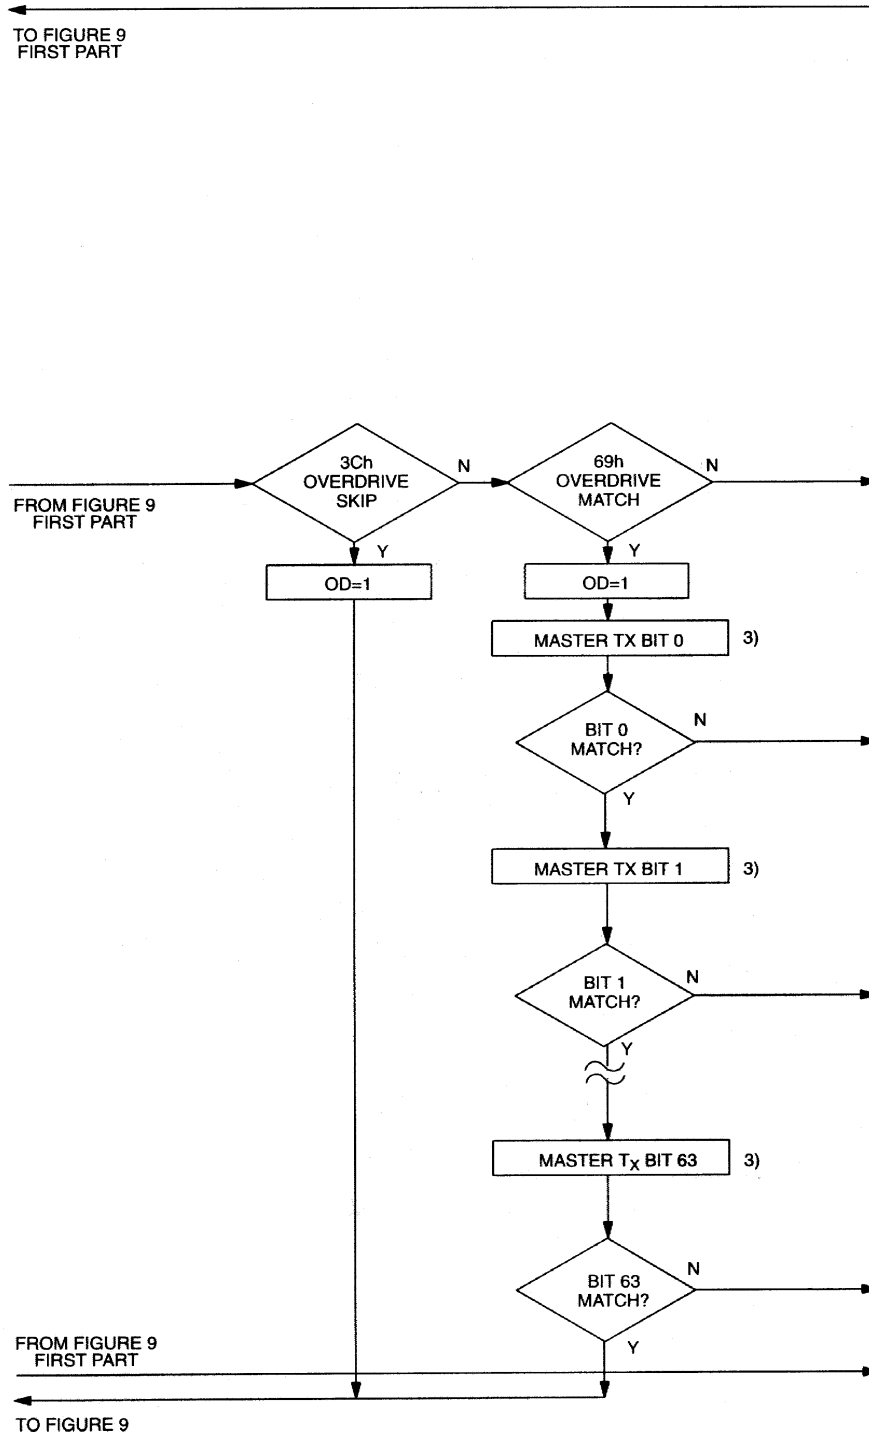 TO FIGURE 9
FIRST PART
3Ch
OVERDRIVE
SKIP
N
69h
OVERDRIVE
MATCH
N
FROM FIGURE 9
FIRST PART
Y
Y
OD=1
OD=1
MASTER TX BIT 0
3)
BIT 0
MATCH?
N
Y
MASTER TX BIT 1
3)
BIT 1
MATCH?
N
Y
MASTER TX BIT 63
3)
BIT 63
MATCH?
N
Y
FROM FIGURE 9
FIRST PART
TO FIGURE 9